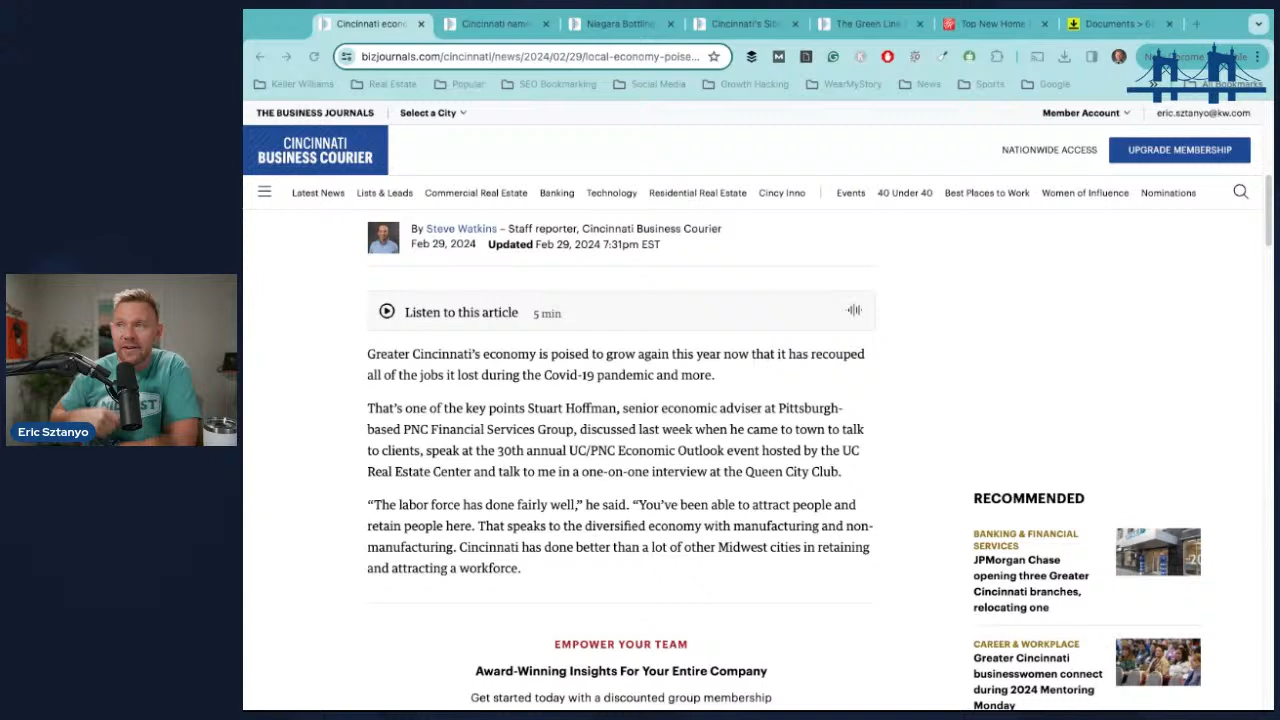 Cincinnati econo
Cincinnati name
Niagara Bottling
Cincinnati's Sib
The Green Line
Top New Home
Documents > 6
bizjournals.com/cincinnati/news/2024/02/29/local-economy-poise...
Keller Williams
Real Estate
Popular
SEO Bookmarking
Social Media
Growth Hacking
WearMyStory
News
Sports
Google
All Bookmarks
THE BUSINESS JOURNALS
Select a City
Member Account
eric.sztanyo@kw.com
CINCINNATI
BUSINESS COURIER
NATIONWIDE ACCESS
UPGRADE MEMBERSHIP
Latest News
Lists & Leads
Commercial Real Estate
Banking
Technology
Residential Real Estate
Cincy Inno
Events
40 Under 40
Best Places to Work
Women of Influence
Nominations
By Steve Watkins – Staff reporter, Cincinnati Business Courier
Feb 29, 2024 Updated Feb 29, 2024 7:31pm EST
Listen to this article 5 min
Greater Cincinnati's economy is poised to grow again this year now that it has recouped
all of the jobs it lost during the Covid-19 pandemic and more.
That's one of the key points Stuart Hoffman, senior economic adviser at Pittsburgh-
based PNC Financial Services Group, discussed last week when he came to town to talk
to clients, speak at the 30th annual UC/PNC Economic Outlook event hosted by the UC
Real Estate Center and talk to me in a one-on-one interview at the Queen City Club.
“The labor force has done fairly well,” he said. “You've been able to attract people and
retain people here. That speaks to the diversified economy with manufacturing and non-
manufacturing. Cincinnati has done better than a lot of other Midwest cities in retaining
and attracting a workforce.
EMPOWER YOUR TEAM
Award-Winning Insights For Your Entire Company
Get started today with a discounted group membership
RECOMMENDED
BANKING & FINANCIAL
SERVICES
JPMorgan Chase
opening three Greater
Cincinnati branches,
relocating one
CAREER & WORKPLACE
Greater Cincinnati
businesswomen connect
during 2024 Mentoring
Monday
Eric Sztanyo